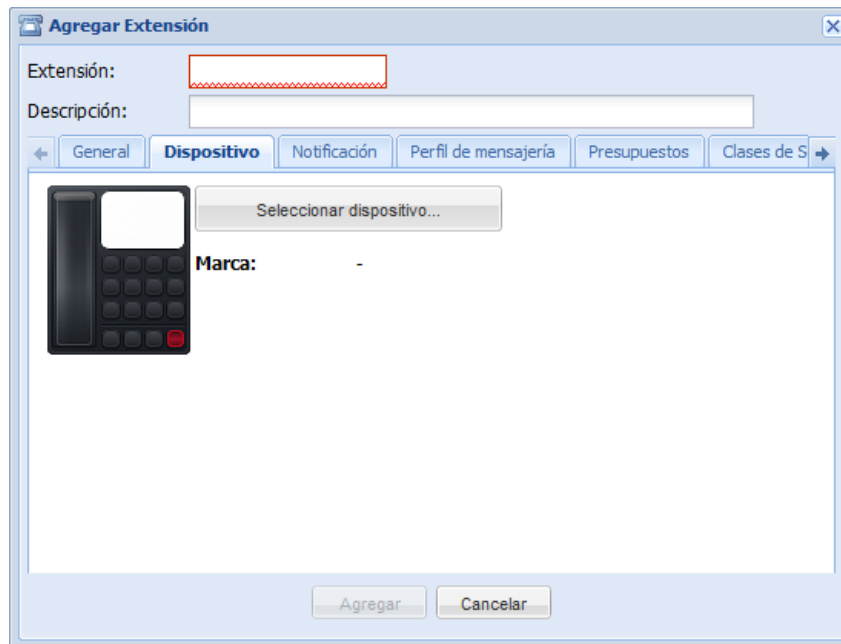 Agregar Extensión
Extensión:
Descripción:
General Dispositivo Notificación Perfil de mensajería Presupuestos Clases de S
Seleccionar dispositivo...
Marca: -
Agregar Cancelar